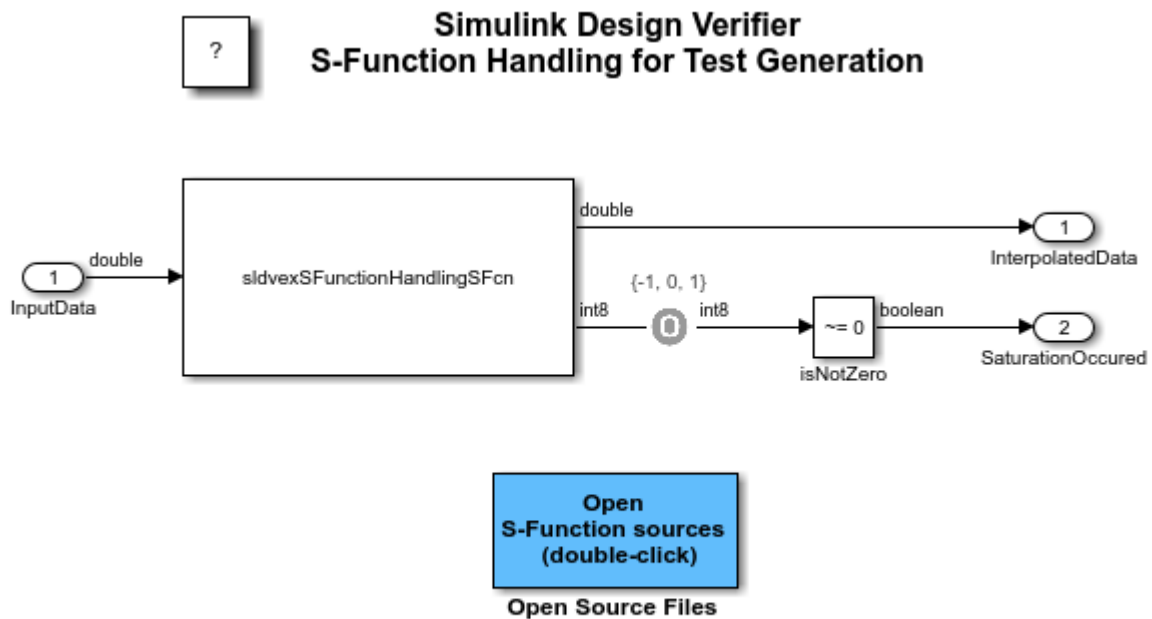 Simulink Design Verifier
?
S-Function Handling for Test Generation
double
double
1
1
sldvexSFunctionHandlingSFcn
InterpolatedData
{-1, 0, 1}
InputData
int8
O
int8
~= 0
boolean
2
isNotZero
SaturationOccured
Open
S-Function sources
(double-click)
Open Source Files